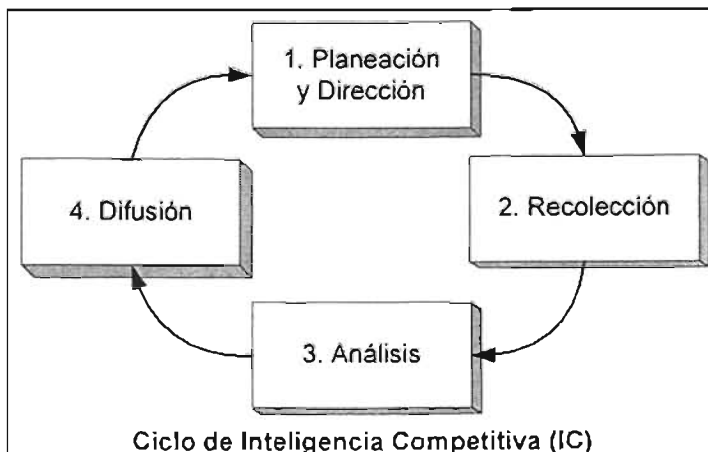 1. Planeación
y Dirección
2. Recolección
3. Análisis
4. Difusión
Ciclo de Inteligencia Competitiva (IC)